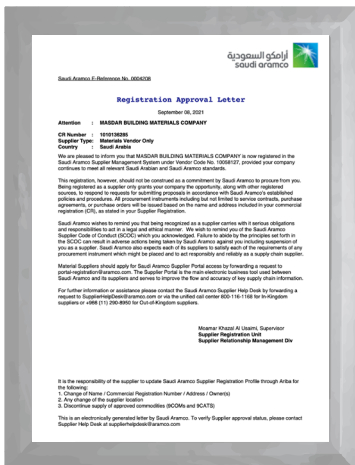 أرامكو السعودية
saudi aramco
Saudi Aramco E-Reference No. 0004208
Registration Approval Letter
September 08, 2021
Attention : MASDAR BUILDING MATERIALS COMPANY
CR Number : 1010138285
Supplier Type: Materials Vendor Only
Country : Saudi Arabia
We are pleased to inform you that MASDAR BUILDING MATERIALS COMPANY is now registered in the
Saudi Aramco Supplier Management System under Vendor Code No. 10058127, provided your company
continues to meet all relevant Saudi Arabian and Saudi Aramco standards.
This registration, however, should not be construed as a commitment by Saudi Aramco to procure from you.
Being registered as a supplier only grants your company the opportunity, along with other registered
sources, to respond to requests for submitting proposals in accordance with Saudi Aramco's established
policies and procedures. All procurement instruments including but not limited to service contracts, purchase
agreements, or purchase orders will be issued based on the name and address included in your commercial
registration (CR), as stated in your Supplier Registration.
Saudi Aramco wishes to remind you that being recognized as a supplier carries with it serious obligations
and responsibilities to act in a legal and ethical manner. We wish to remind you of the Saudi Aramco
Supplier Code of Conduct (SCOC) which you acknowledged. Failure to abide by the principles set forth in
the SCOC can result in adverse actions being taken by Saudi Aramco against you including suspension of
you as a supplier. Saudi Aramco also expects each of its suppliers to satisfy each of the requirements of any
procurement instrument which might be placed and to act responsibly and reliably as a supply chain supplier.
Material Suppliers should apply for Saudi Aramco Supplier Portal access by forwarding a request to
portal-registration@aramco.com. The Supplier Portal is the main electronic business tool used between
Saudi Aramco and its suppliers and serves to improve the flow and accuracy of key supply chain information.
For further information or assistance please contact the Saudi Aramco Supplier Help Desk by forwarding a
request to SupplierHelpDesk@aramco.com or via the unified call center 800-116-1168 for In-Kingdom
suppliers or +966 (11) 290-8950 for Out-of-Kingdom suppliers.
Moamar Khazal Al Usaimi, Supervisor
Supplier Registration Unit
Supplier Relationship Management Div
It is the responsibility of the supplier to update Saudi Aramco Supplier Registration Profile through Ariba for
the following:
1. Change of Name / Commercial Registration Number / Address / Owner(s)
2. Any change of the supplier location
3. Discontinue supply of approved commodities (9COMs and 9CATS)
This is an electronically generated letter by Saudi Aramco. To verify Supplier approval status, please contact
Supplier Help Desk at supplierhelpdesk@aramco.com